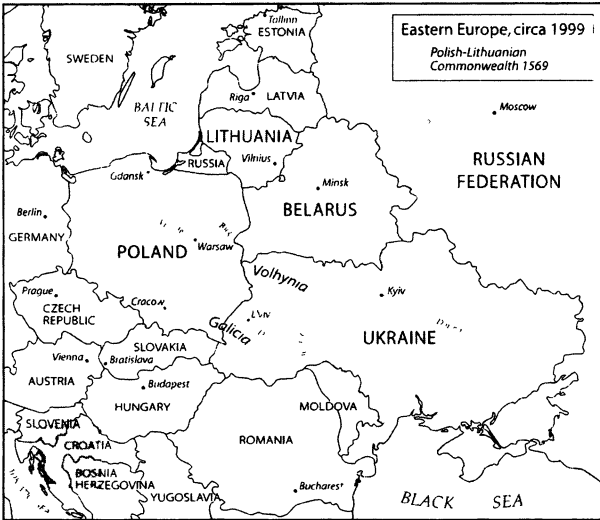 Tallinn
ESTONIA
Eastern Europe, circa 1999
Polish-Lithuanian
Commonwealth 1569
SWEDEN
BALTIC
SEA
Riga
LATVIA
Moscow
LITHUANIA
Vilnius
RUSSIA
RUSSIAN
FEDERATION
Gdansk
Minsk
BELARUS
Berlin
GERMANY
POLAND
Warsaw
Volhynia
Prague
CZECH
REPUBLIC
Cracow
Kyiv
Lviv
Galicia
UKRAINE
SLOVAKIA
Vienna
Bratislava
AUSTRIA
Budapest
HUNGARY
MOLDOVA
SLOVENIA
CROATIA
ROMANIA
BOSNIA
HERZEGOVINA
YUGOSLAVIA
Bucharest
BLACK SEA